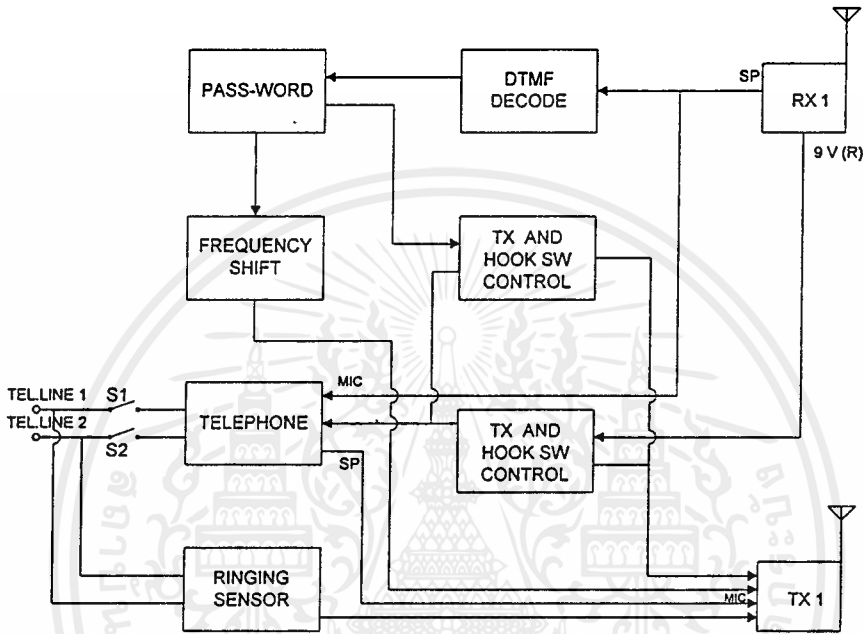 PASS-WORD
DTMF
DECODE
SP
RX 1
9 V (R)
FREQUENCY
SHIFT
TX AND
HOOK SW
CONTROL
TEL.LINE 1
S1
TEL.LINE 2
S2
TELEPHONE
MIC
SP
TX AND
HOOK SW
CONTROL
RINGING
SENSOR
MIC
TX 1